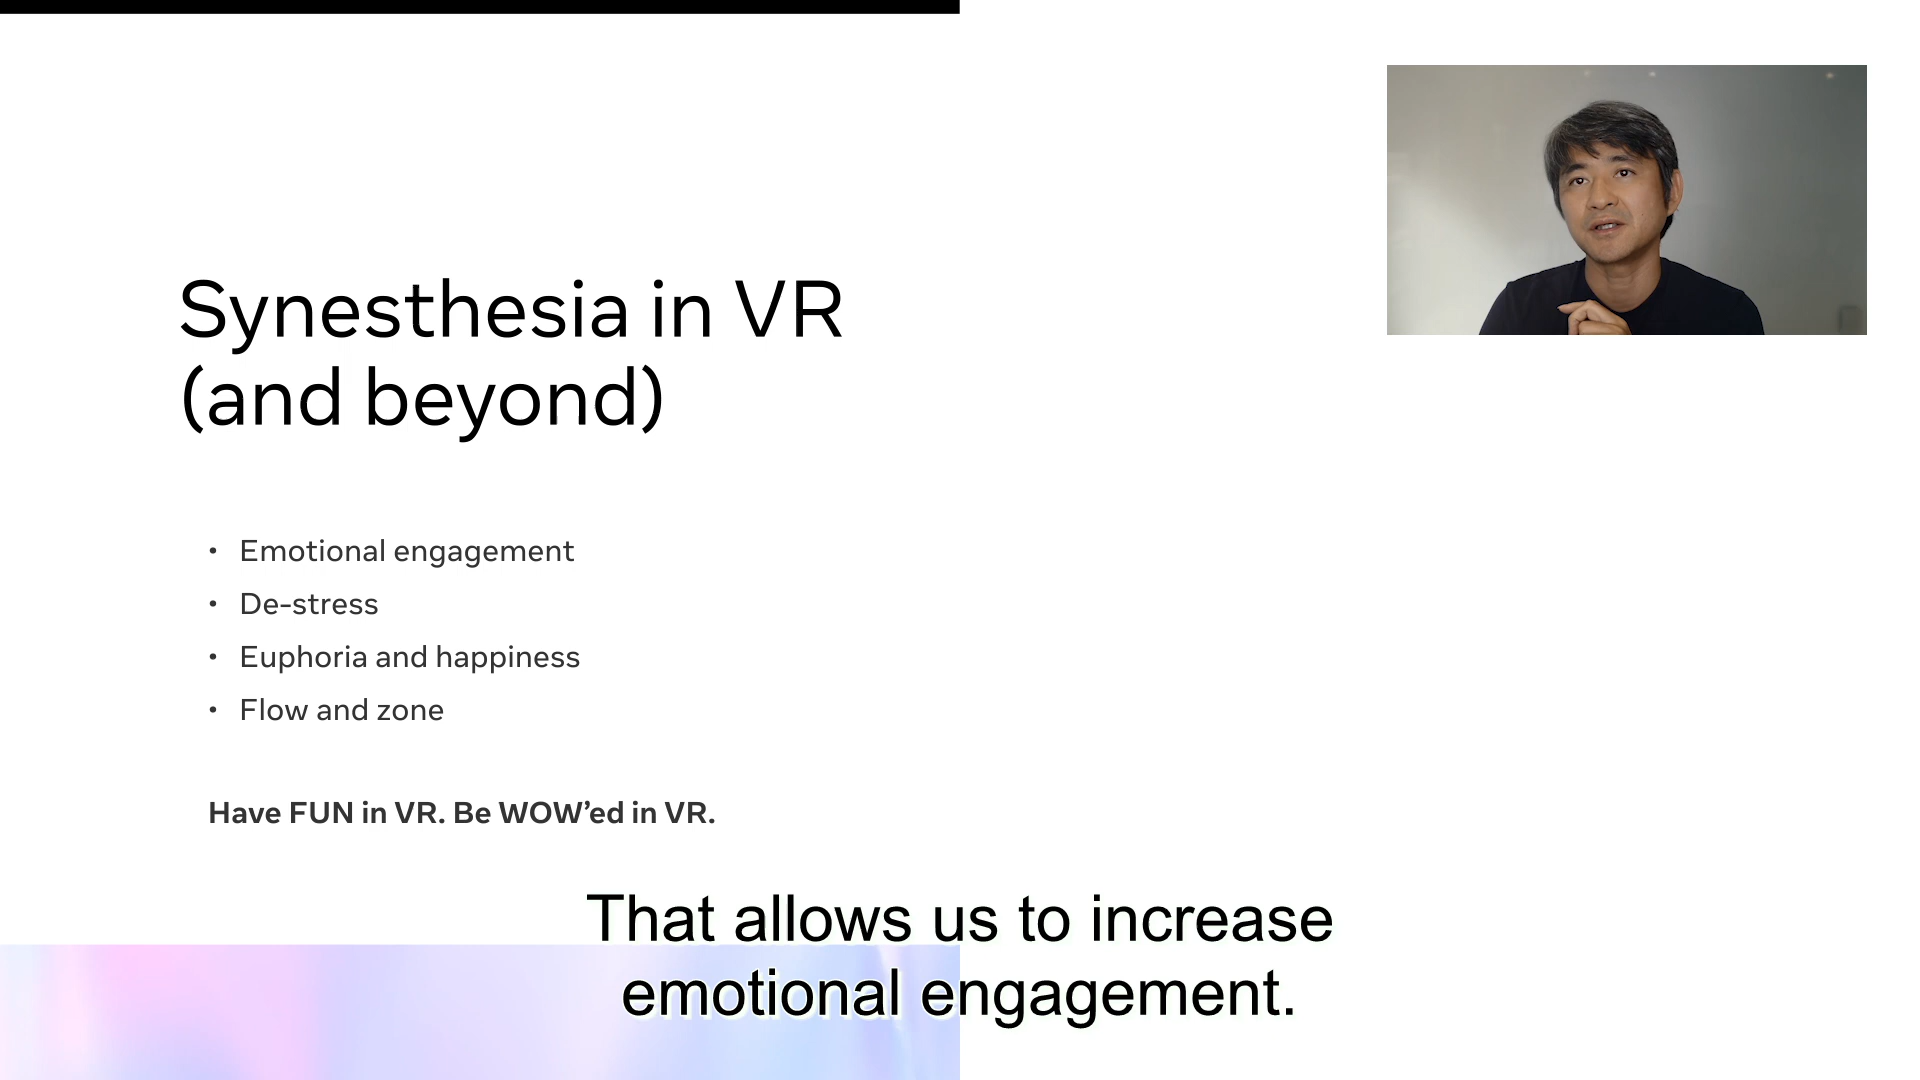 Synesthesia in VR
(and beyond)
• Emotional engagement
• De-stress
• Euphoria and happiness
• Flow and zone
Have FUN in VR. Be WOW’ed in VR.
That allows us to increase
emotional engagement.